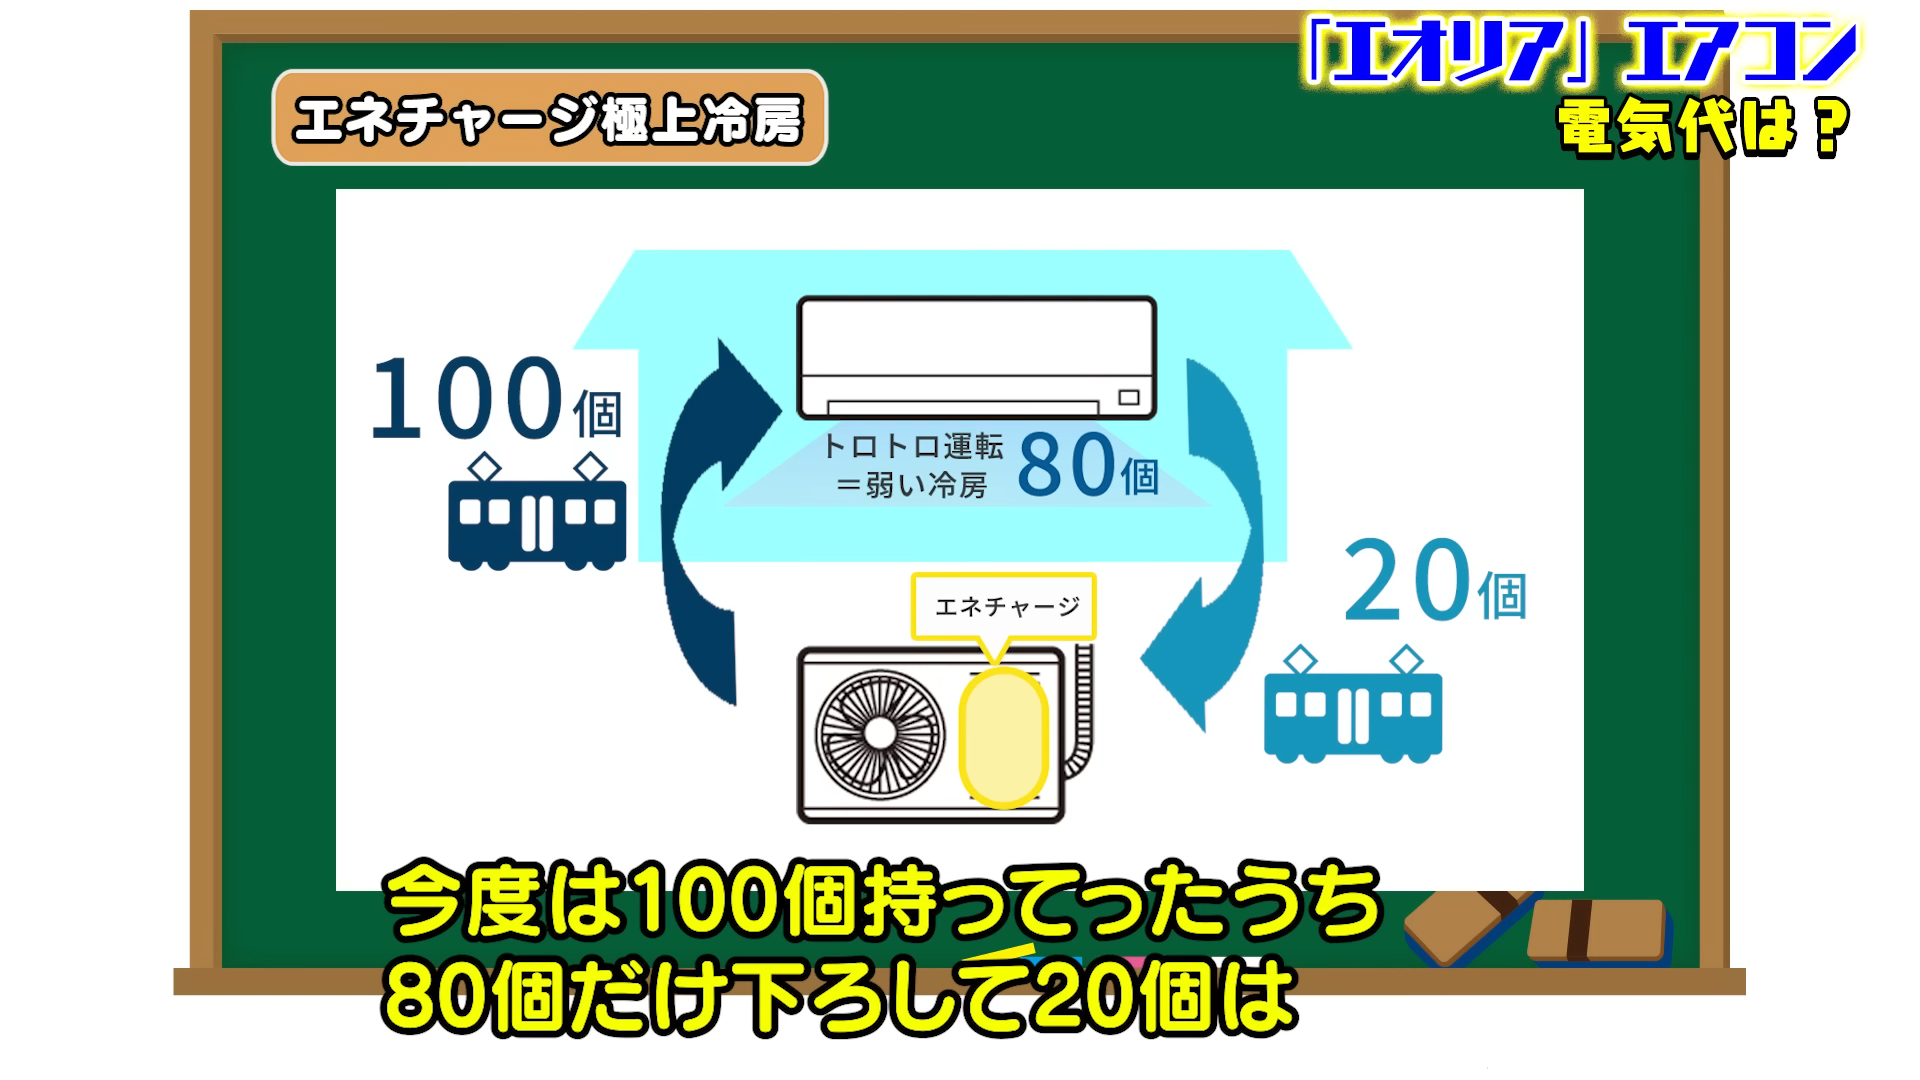 「エオリア」エアコン
電気代は？
エネチャージ極上冷房
100個
トロトロ運転
＝弱い冷房
80個
20個
エネチャージ
今度は100個持ってったうち
80個だけ下ろして20個は